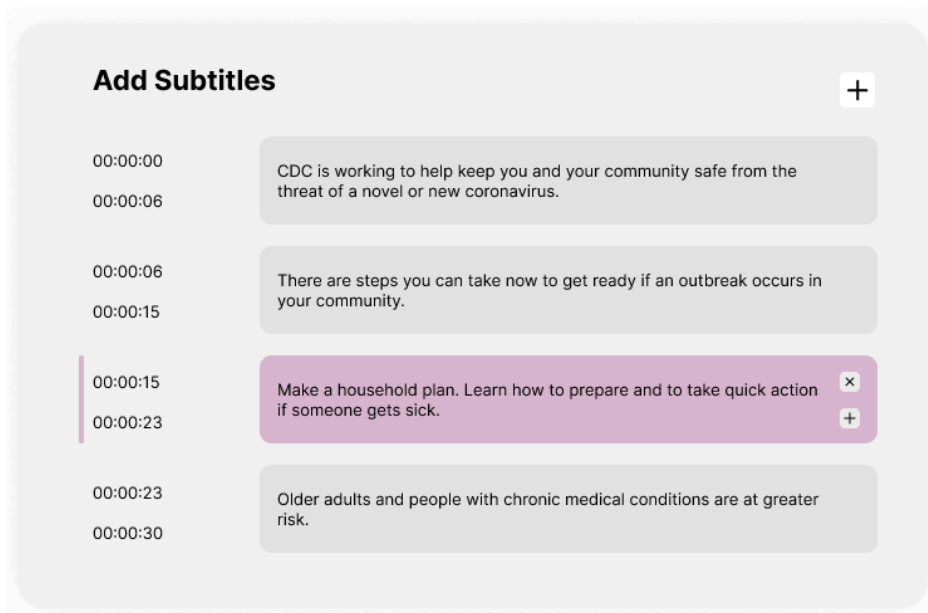 Add Subtitles
00:00:00
00:00:06
CDC is working to help keep you and your community safe from the
threat of a novel or new coronavirus.
00:00:06
00:00:15
There are steps you can take now to get ready if an outbreak occurs in
your community.
00:00:15
00:00:23
Make a household plan. Learn how to prepare and to take quick action
if someone gets sick.
00:00:23
00:00:30
Older adults and people with chronic medical conditions are at greater
risk.